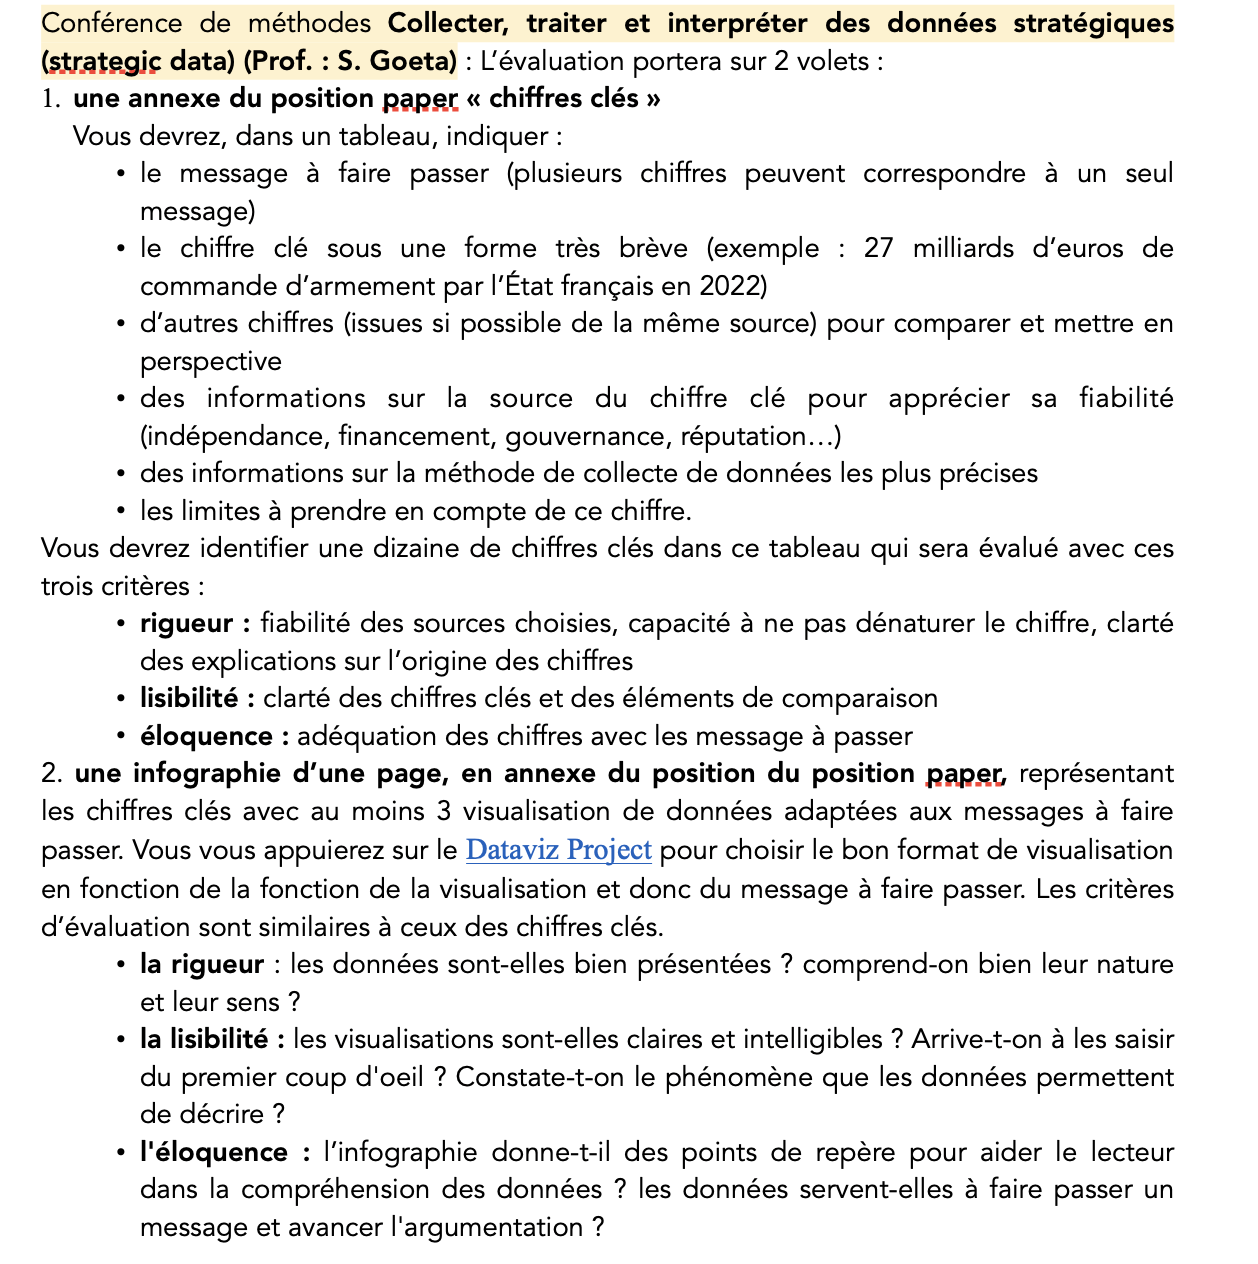 Conférence de méthodes Collecter, traiter et interpréter des données stratégiques
(strategic data) (Prof. : S. Goeta) : L’évaluation portera sur 2 volets :
1. une annexe du position paper « chiffres clés »
Vous devrez, dans un tableau, indiquer :
• le message à faire passer (plusieurs chiffres peuvent correspondre à un seul
message)
• le chiffre clé sous une forme très brève (exemple : 27 milliards d’euros de
commande d’armement par l’État français en 2022)
• d’autres chiffres (issues si possible de la même source) pour comparer et mettre en
perspective
• des informations sur la source du chiffre clé pour apprécier sa fiabilité
(indépendance, financement, gouvernance, réputation…)
• des informations sur la méthode de collecte de données les plus précises
• les limites à prendre en compte de ce chiffre.
Vous devrez identifier une dizaine de chiffres clés dans ce tableau qui sera évalué avec ces
trois critères :
• rigueur : fiabilité des sources choisies, capacité à ne pas dénaturer le chiffre, clarté
des explications sur l’origine des chiffres
• lisibilité : clarté des chiffres clés et des éléments de comparaison
• éloquence : adéquation des chiffres avec les message à passer
2. une infographie d’une page, en annexe du position du position paper, représentant
les chiffres clés avec au moins 3 visualisation de données adaptées aux messages à faire
passer. Vous vous appuierez sur le Dataviz Project pour choisir le bon format de visualisation
en fonction de la fonction de la visualisation et donc du message à faire passer. Les critères
d’évaluation sont similaires à ceux des chiffres clés.
• la rigueur : les données sont-elles bien présentées ? comprend-on bien leur nature
et leur sens ?
• la lisibilité : les visualisations sont-elles claires et intelligibles ? Arrive-t-on à les saisir
du premier coup d'oeil ? Constate-t-on le phénomène que les données permettent
de décrire ?
• l'éloquence : l’infographie donne-t-il des points de repère pour aider le lecteur
dans la compréhension des données ? les données servent-elles à faire passer un
message et avancer l'argumentation ?